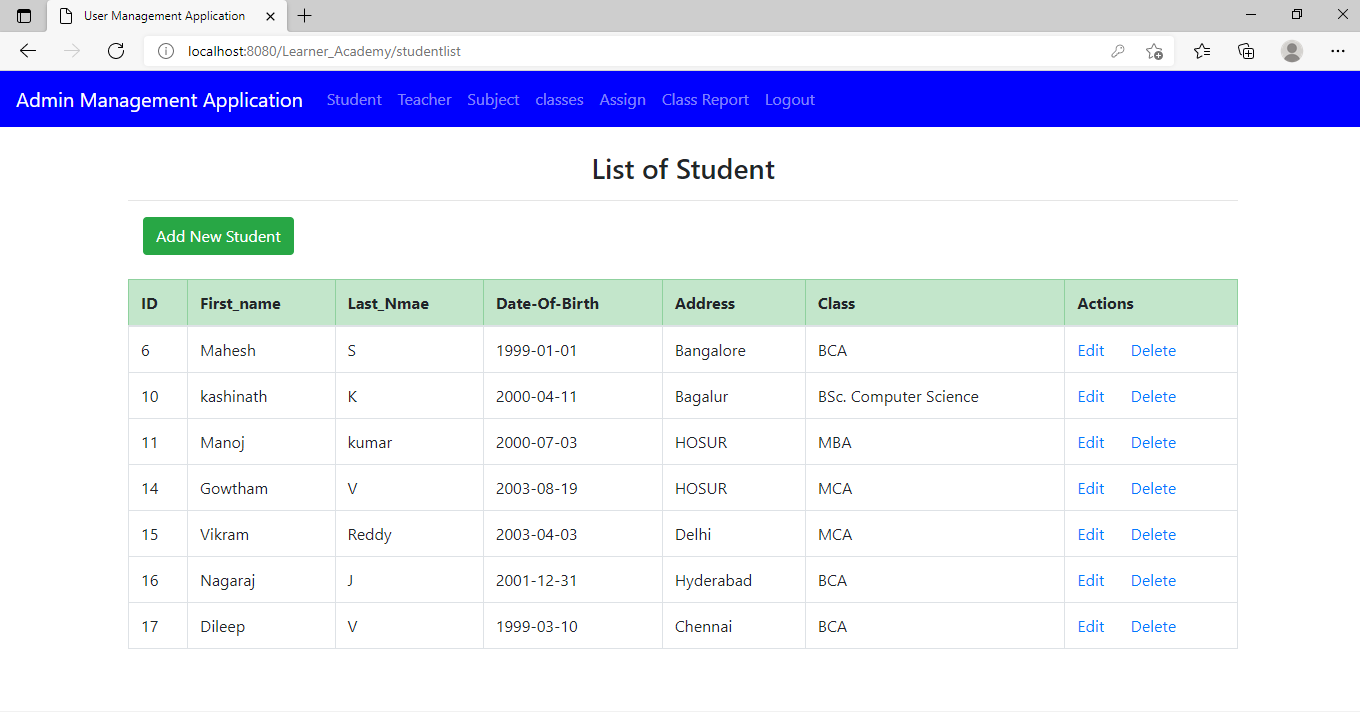 User Management Application
localhost:8080/Learner_Academy/studentlist
Admin Management Application Student Teacher Subject classes Assign Class Report Logout
List of Student
Add New Student
ID First_name Last_Nmae Date-Of-Birth Address Class Actions
6 Mahesh S 1999-01-01 Bangalore BCA Edit Delete
10 kashinath K 2000-04-11 Bagalur BSc. Computer Science Edit Delete
11 Manoj kumar 2000-07-03 HOSUR MBA Edit Delete
14 Gowtham V 2003-08-19 HOSUR MCA Edit Delete
15 Vikram Reddy 2003-04-03 Delhi MCA Edit Delete
16 Nagaraj J 2001-12-31 Hyderabad BCA Edit Delete
17 Dileep V 1999-03-10 Chennai BCA Edit Delete